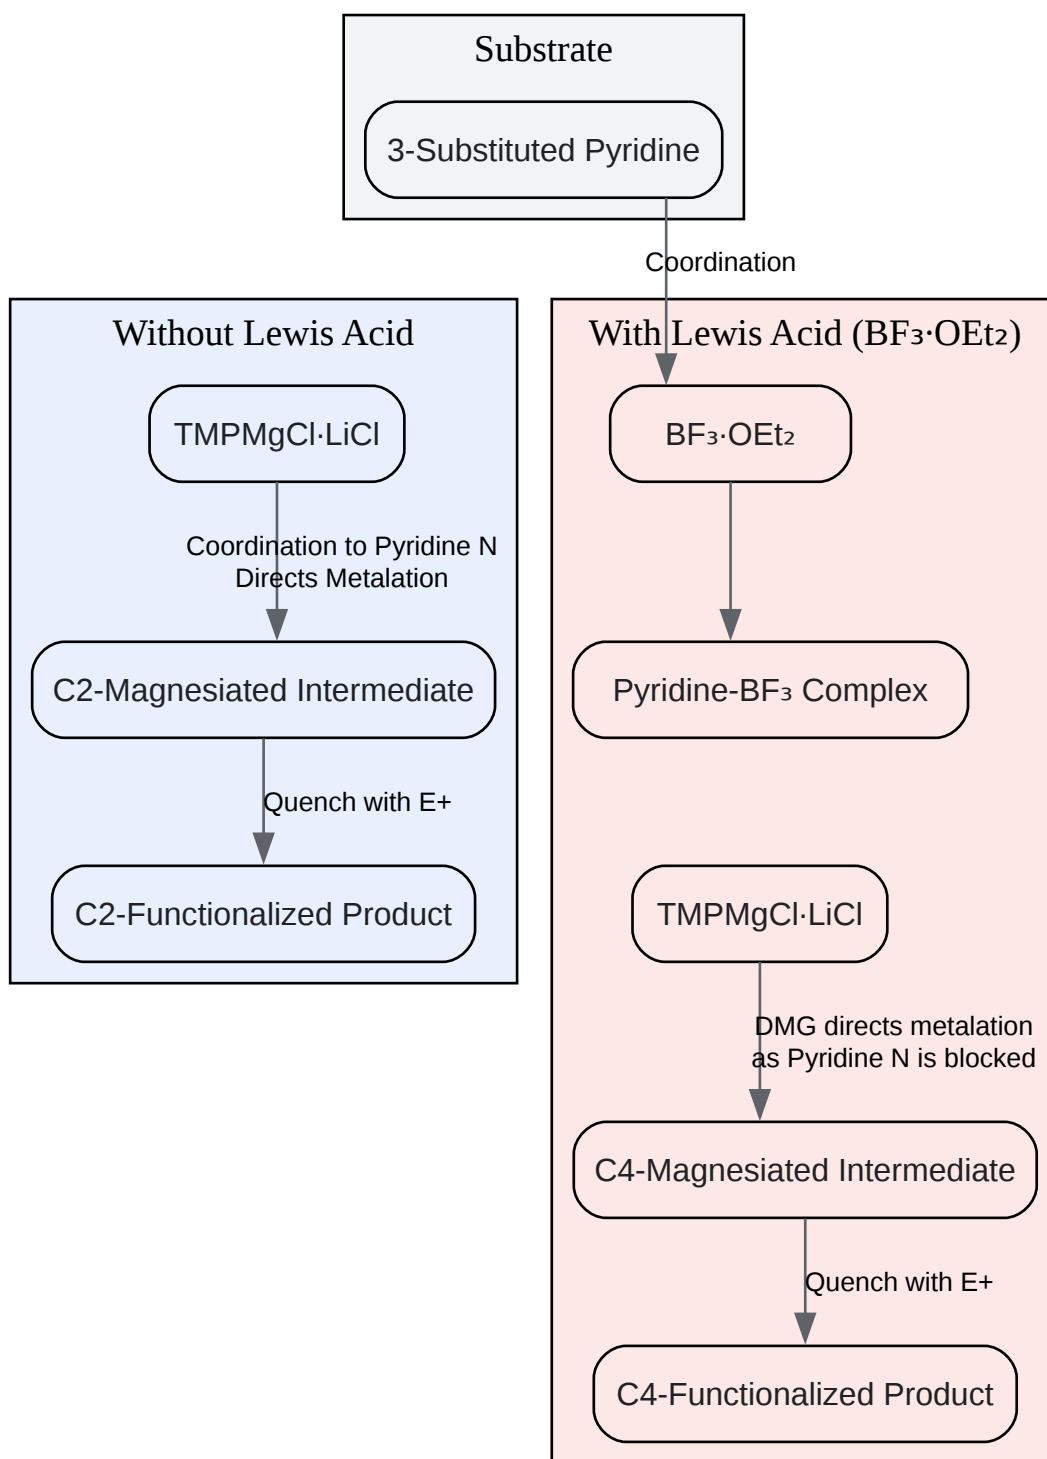 Substrate
3-Substituted Pyridine
Coordination
Without Lewis Acid
TMPMgCl·LiCl
Coordination to Pyridine N
Directs Metalation
C2-Magnesiated Intermediate
Quench with E+
C2-Functionalized Product
With Lewis Acid (BF₃·OEt₂)
BF₃·OEt₂
Pyridine-BF₃ Complex
TMPMgCl·LiCl
DMG directs metalation
as Pyridine N is blocked
C4-Magnesiated Intermediate
Quench with E+
C4-Functionalized Product